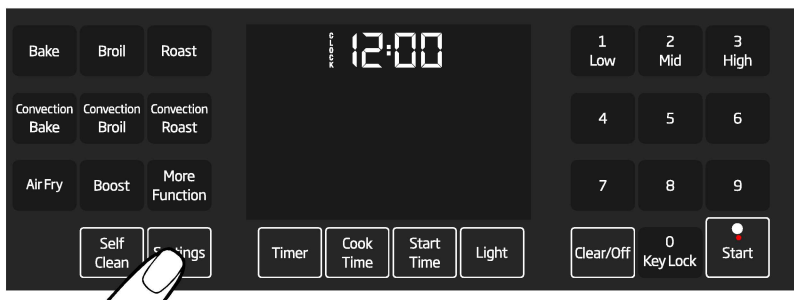 Bake Broil Roast
CLOCK 12:00
1 2 3
Low Mid High
Convection Convection Convection
Bake Broil Roast
4 5 6
Air Fry Boost More
Function
7 8 9
Self
Clean
Timer
Cook
Time
Start
Time
Light
Clear/Off
0
Key Lock
Start